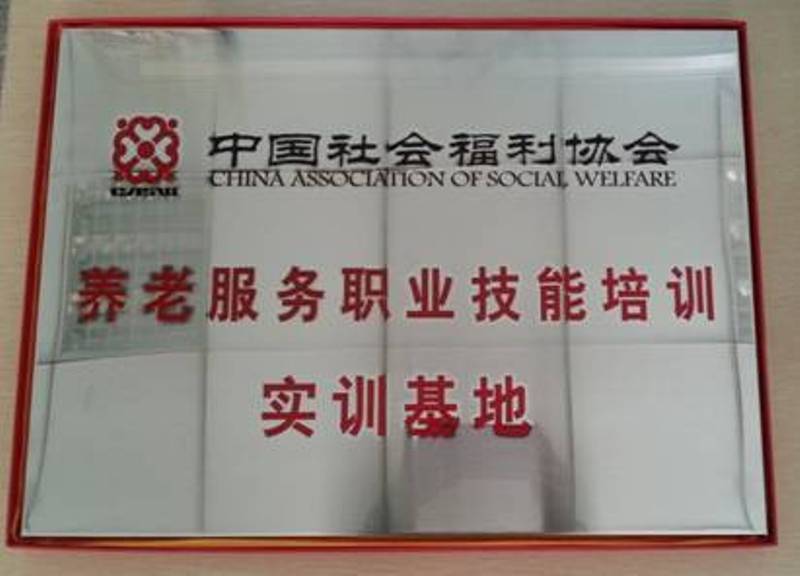 中国社会福利协会
CHINA ASSOCIATION OF SOCIAL WELFARE
养老服务职业技能培训
实训基地